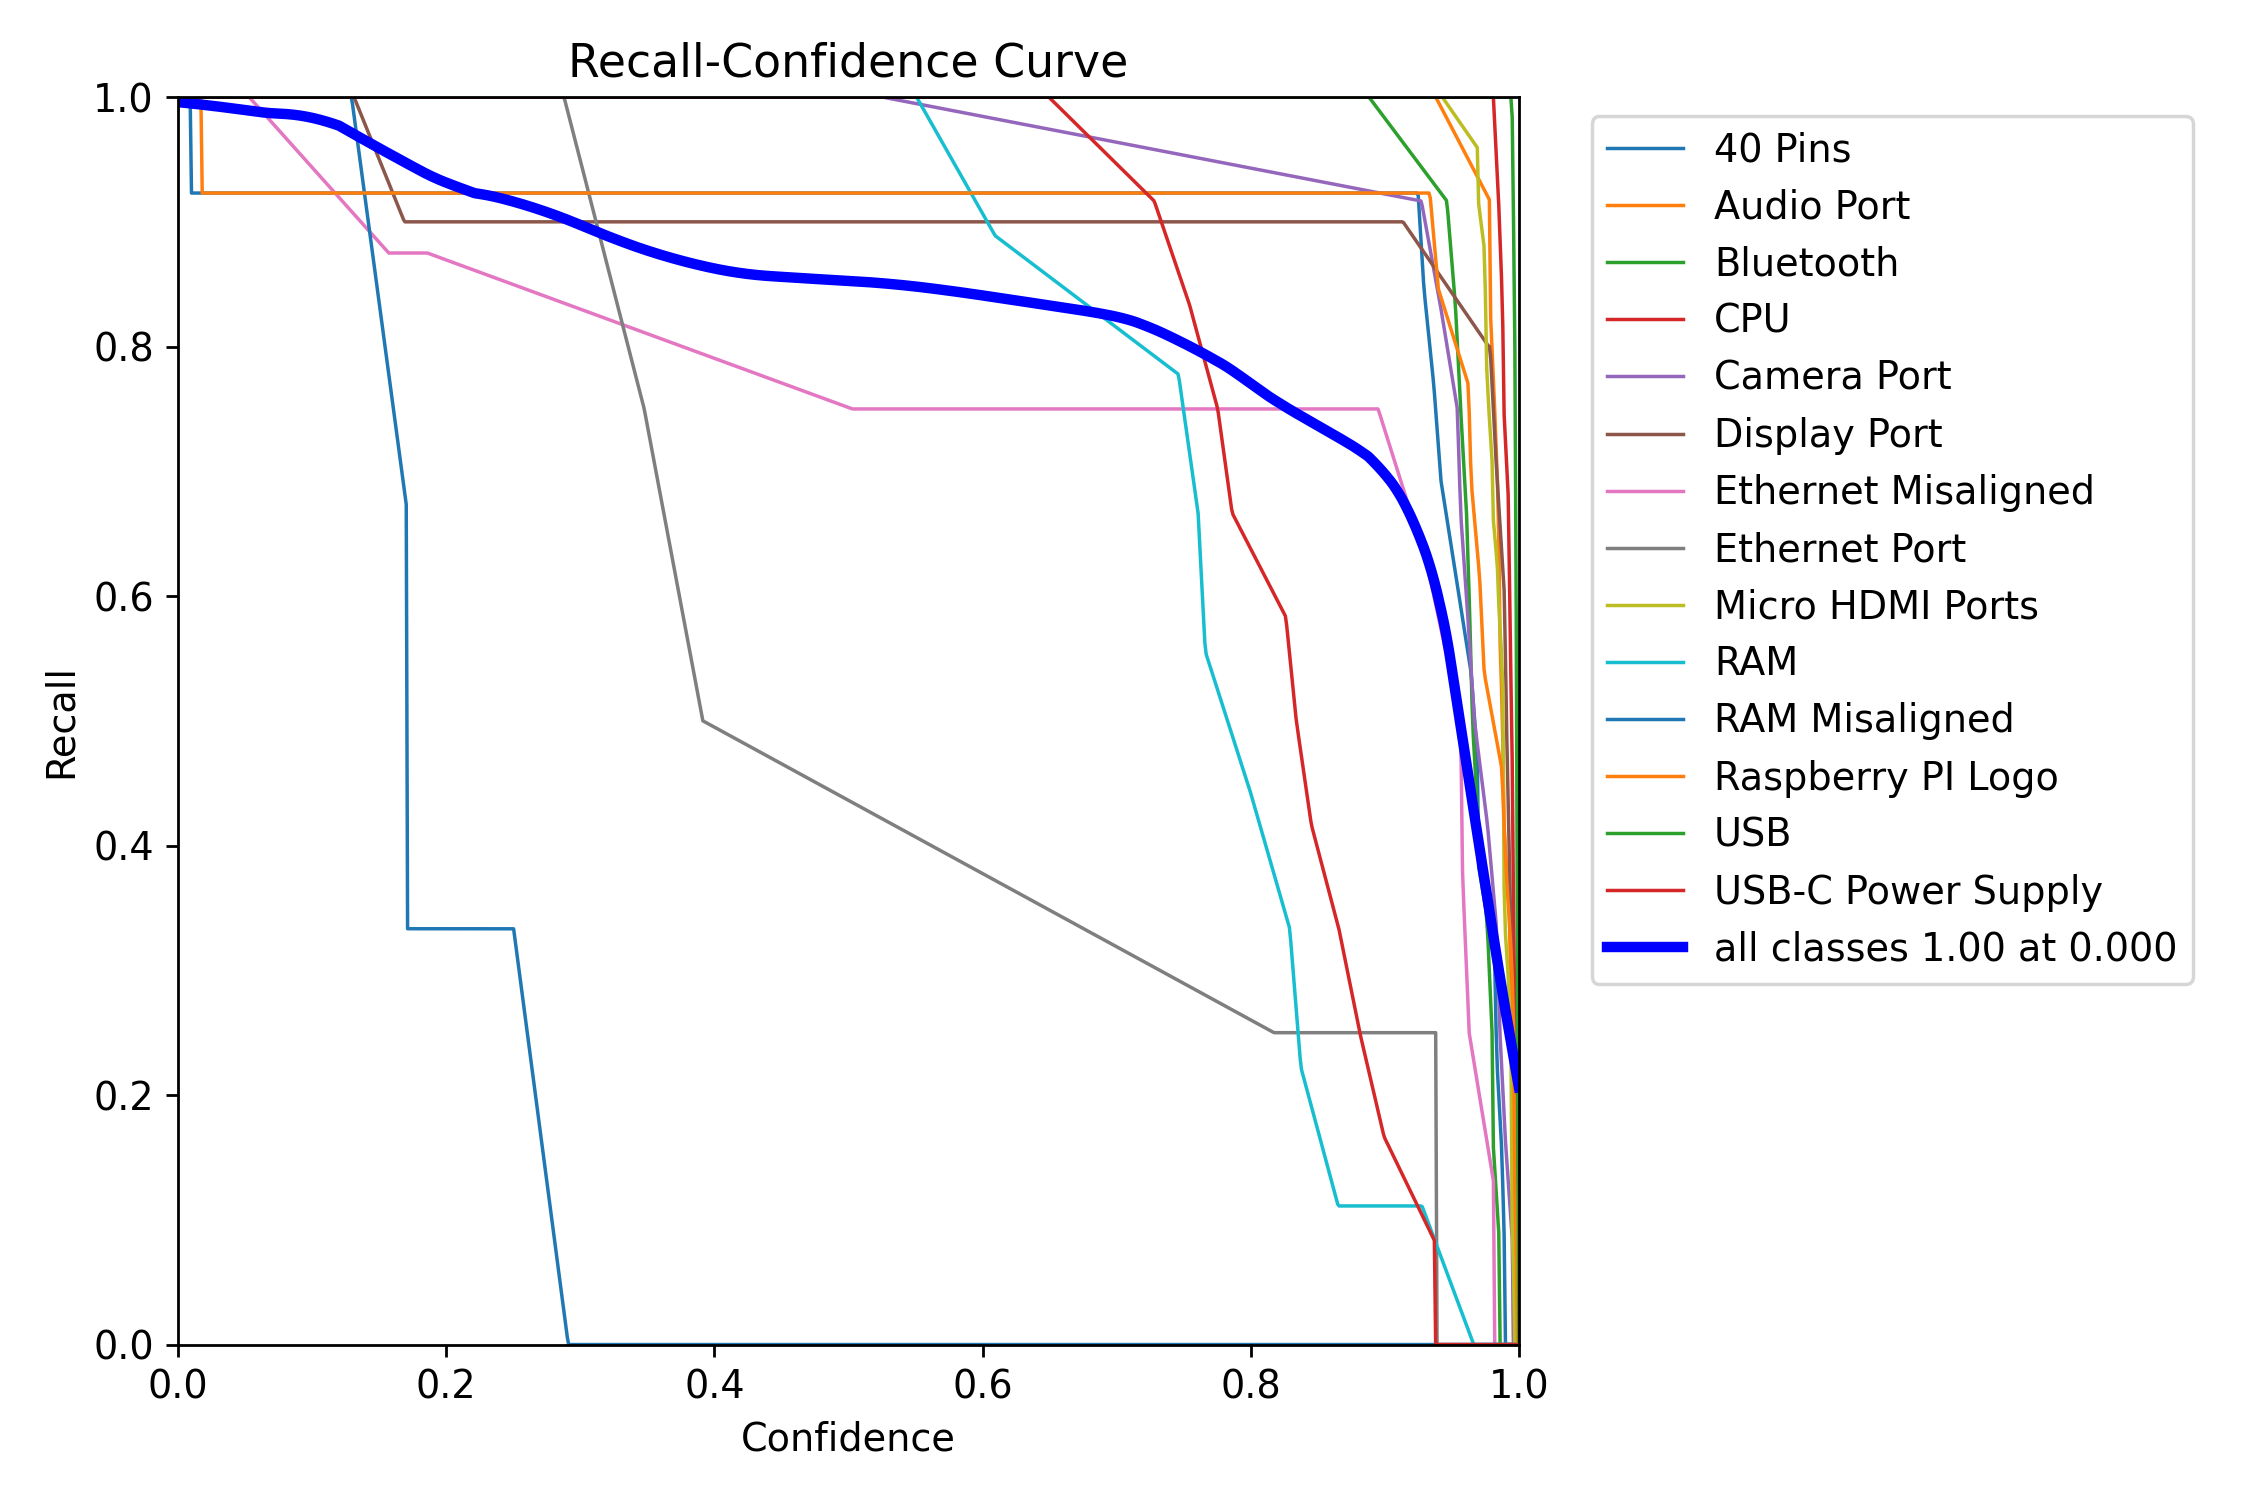 Recall-Confidence Curve
1.0
0.8
0.6
0.4
0.2
0.0
Recall
0.0 0.2 0.4 0.6 0.8 1.0
Confidence
40 Pins
Audio Port
Bluetooth
CPU
Camera Port
Display Port
Ethernet Misaligned
Ethernet Port
Micro HDMI Ports
RAM
RAM Misaligned
Raspberry PI Logo
USB
USB-C Power Supply
all classes 1.00 at 0.000